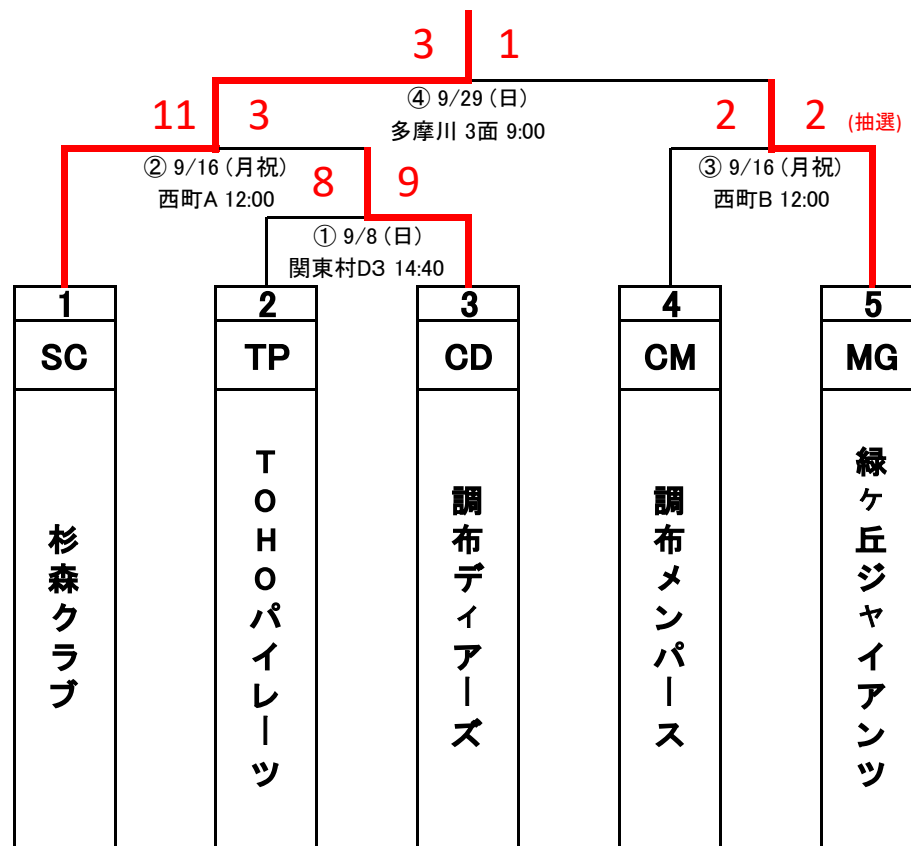 3 1
④ 9/29 (日)
多摩川 3面 9:00
11 3
2 2 (抽選)
② 9/16 (月祝)
西町A 12:00
③ 9/16 (月祝)
西町B 12:00
8 9
① 9/8 (日)
関東村D3 14:40
1 2 3 4 5
SC TP CD CM MG
杉森クラブ
TOHOパイレーツ
調布ディアーズ
調布メンパース
緑ヶ丘ジャイアンツ